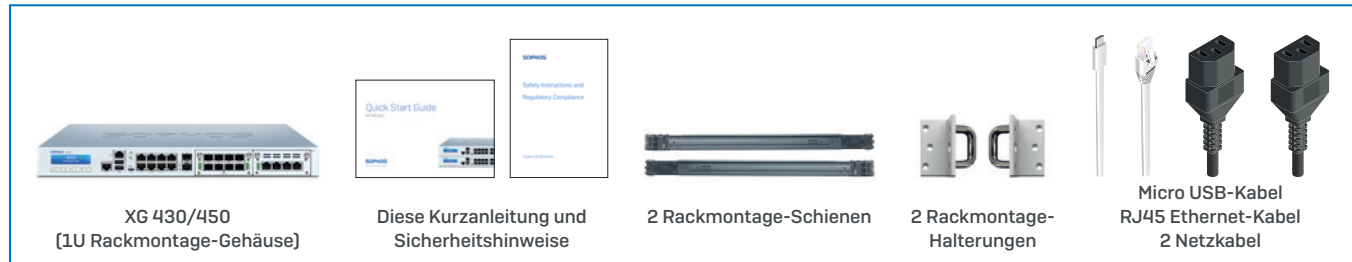 SOPHOS
SOPHOS
Quick Start Guide
SOPHOS
Safety Instructions and
Regulatory Compliance
XG 430/450
(1U Rackmontage-Gehäuse)
Diese Kurzanleitung und
Sicherheitshinweise
2 Rackmontage-Schienen
2 Rackmontage-
Halterungen
Micro USB-Kabel
RJ45 Ethernet-Kabel
2 Netzkabel